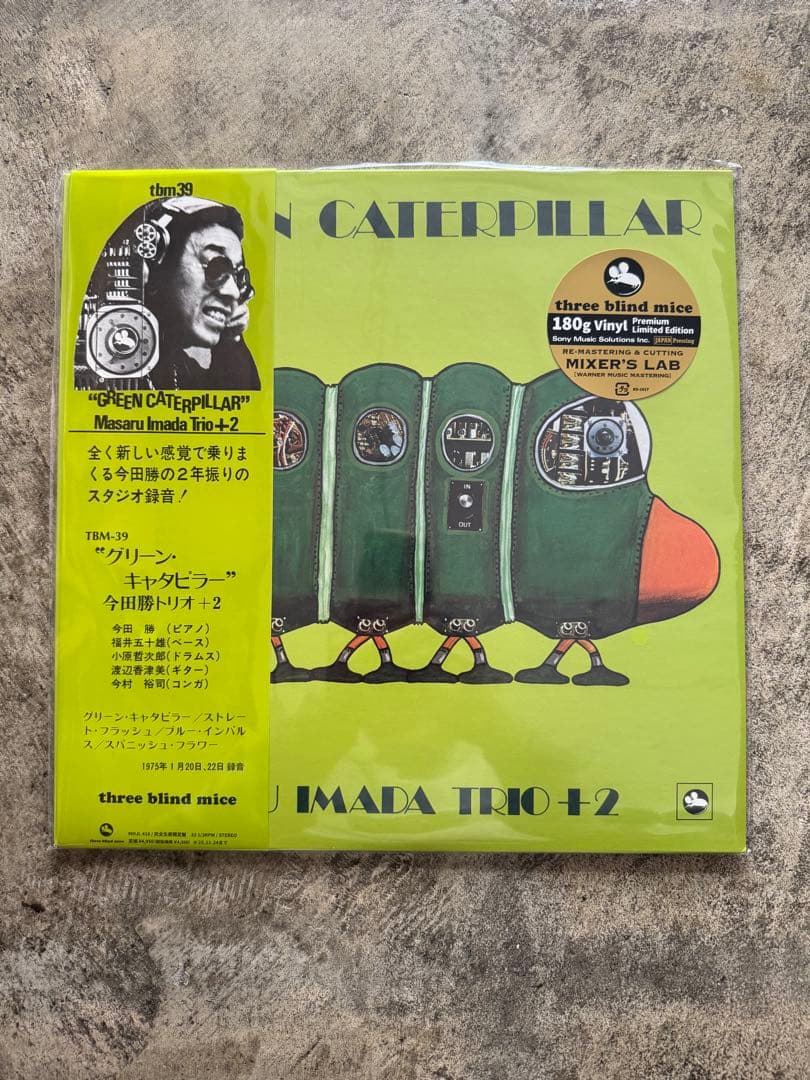 tbm39
"GREEN CATERPILLAR"
Masaru Imada Trio+2
全く新しい感覚で乗りま
くる今田勝の2年振りの
スタジオ録音!
TBM-39
"グリーン・
キャタピラー"
今田勝トリオ+2
今田 勝 (ピアノ)
福井五十雄(ベース)
小原哲次郎(ドラムス)
渡辺香津美(ギター)
今村 裕司(コンガ)
グリーン・キャタピラー/ストレー
ト・フラッシュ/ブルー・インパル
ス/スパニッシュ・フラワー
1975年1月20日、22日 録音
three blind mice
three blind mice
N CATERPILLAR
three blind mice
180g Vinyl Premium Limited Edition
Sony Music Solutions Inc. JAPAN Pressing
RE-MASTERING & CUTTING
MIXER'S LAB
[WARNER MUSIC MASTERING]
IN
OUT
U IMADA TRIO+2